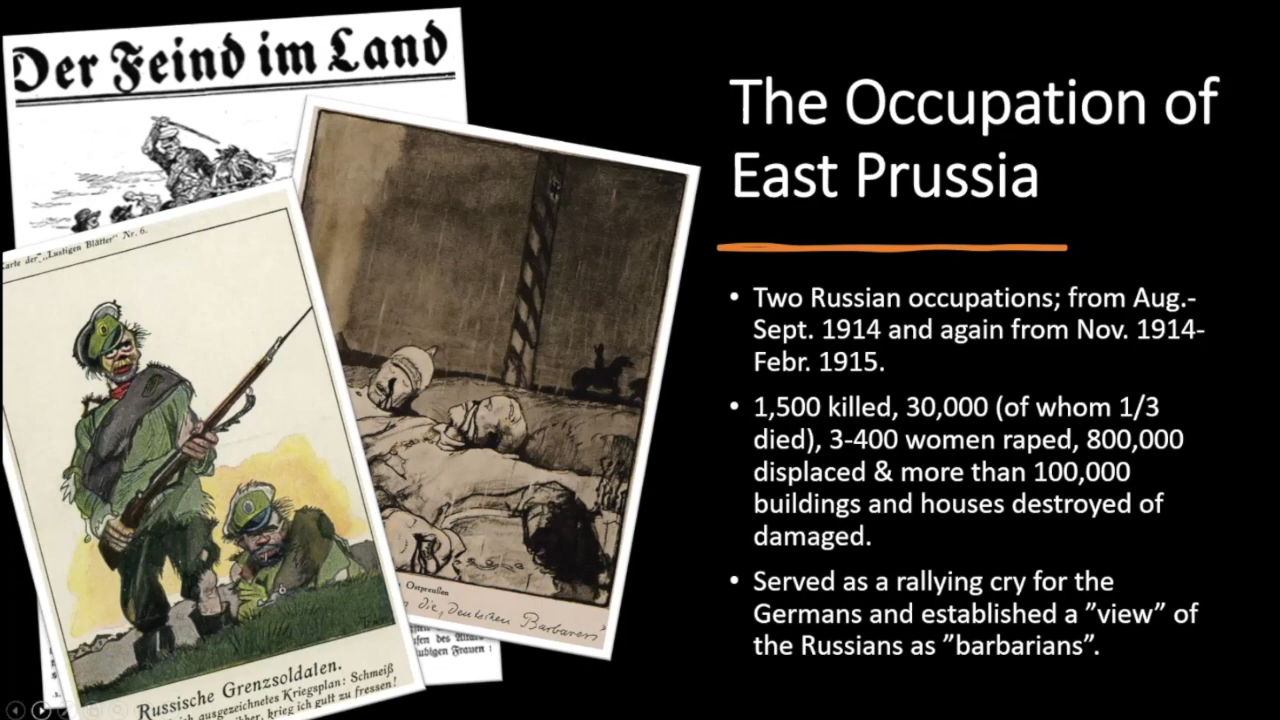 Der Feind im Land
Karte der „Lustigen Blätter" Nr. 6.
Russische Grenzsoldaten.
ausgezeichnetes Kriegsplan: Schmeiß
krieg ich gutt zu fressen!
Ostpreußen
die, deutschen Barbaren
des
ubigen Frauen!
The Occupation of
East Prussia
• Two Russian occupations; from Aug.-
Sept. 1914 and again from Nov. 1914-
Febr. 1915.
• 1,500 killed, 30,000 (of whom 1/3
died), 3-400 women raped, 800,000
displaced & more than 100,000
buildings and houses destroyed of
damaged.
• Served as a rallying cry for the
Germans and established a ”view” of
the Russians as ”barbarians”.